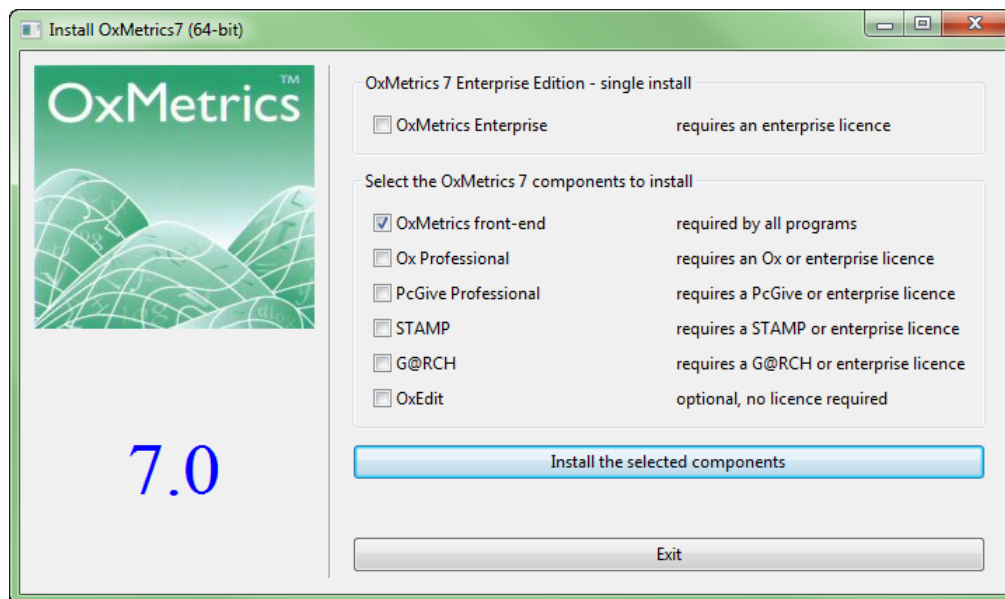 Install OxMetrics7 (64-bit)
OxMetrics™
7.0
OxMetrics 7 Enterprise Edition - single install
OxMetrics Enterprise requires an enterprise licence
Select the OxMetrics 7 components to install
OxMetrics front-end required by all programs
Ox Professional requires an Ox or enterprise licence
PcGive Professional requires a PcGive or enterprise licence
STAMP requires a STAMP or enterprise licence
G@RCH requires a G@RCH or enterprise licence
OxEdit optional, no licence required
Install the selected components
Exit